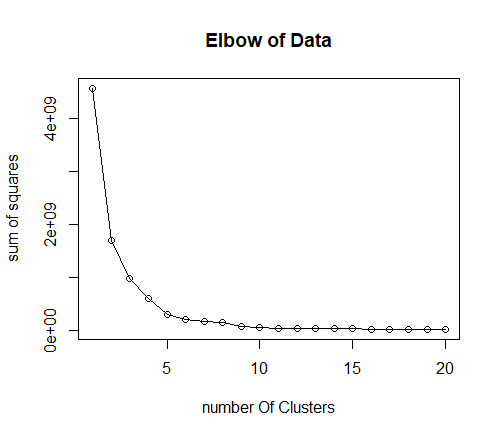 Elbow of Data
sum of squares
4e+09
2e+09
0e+00
5 10 15 20
number Of Clusters